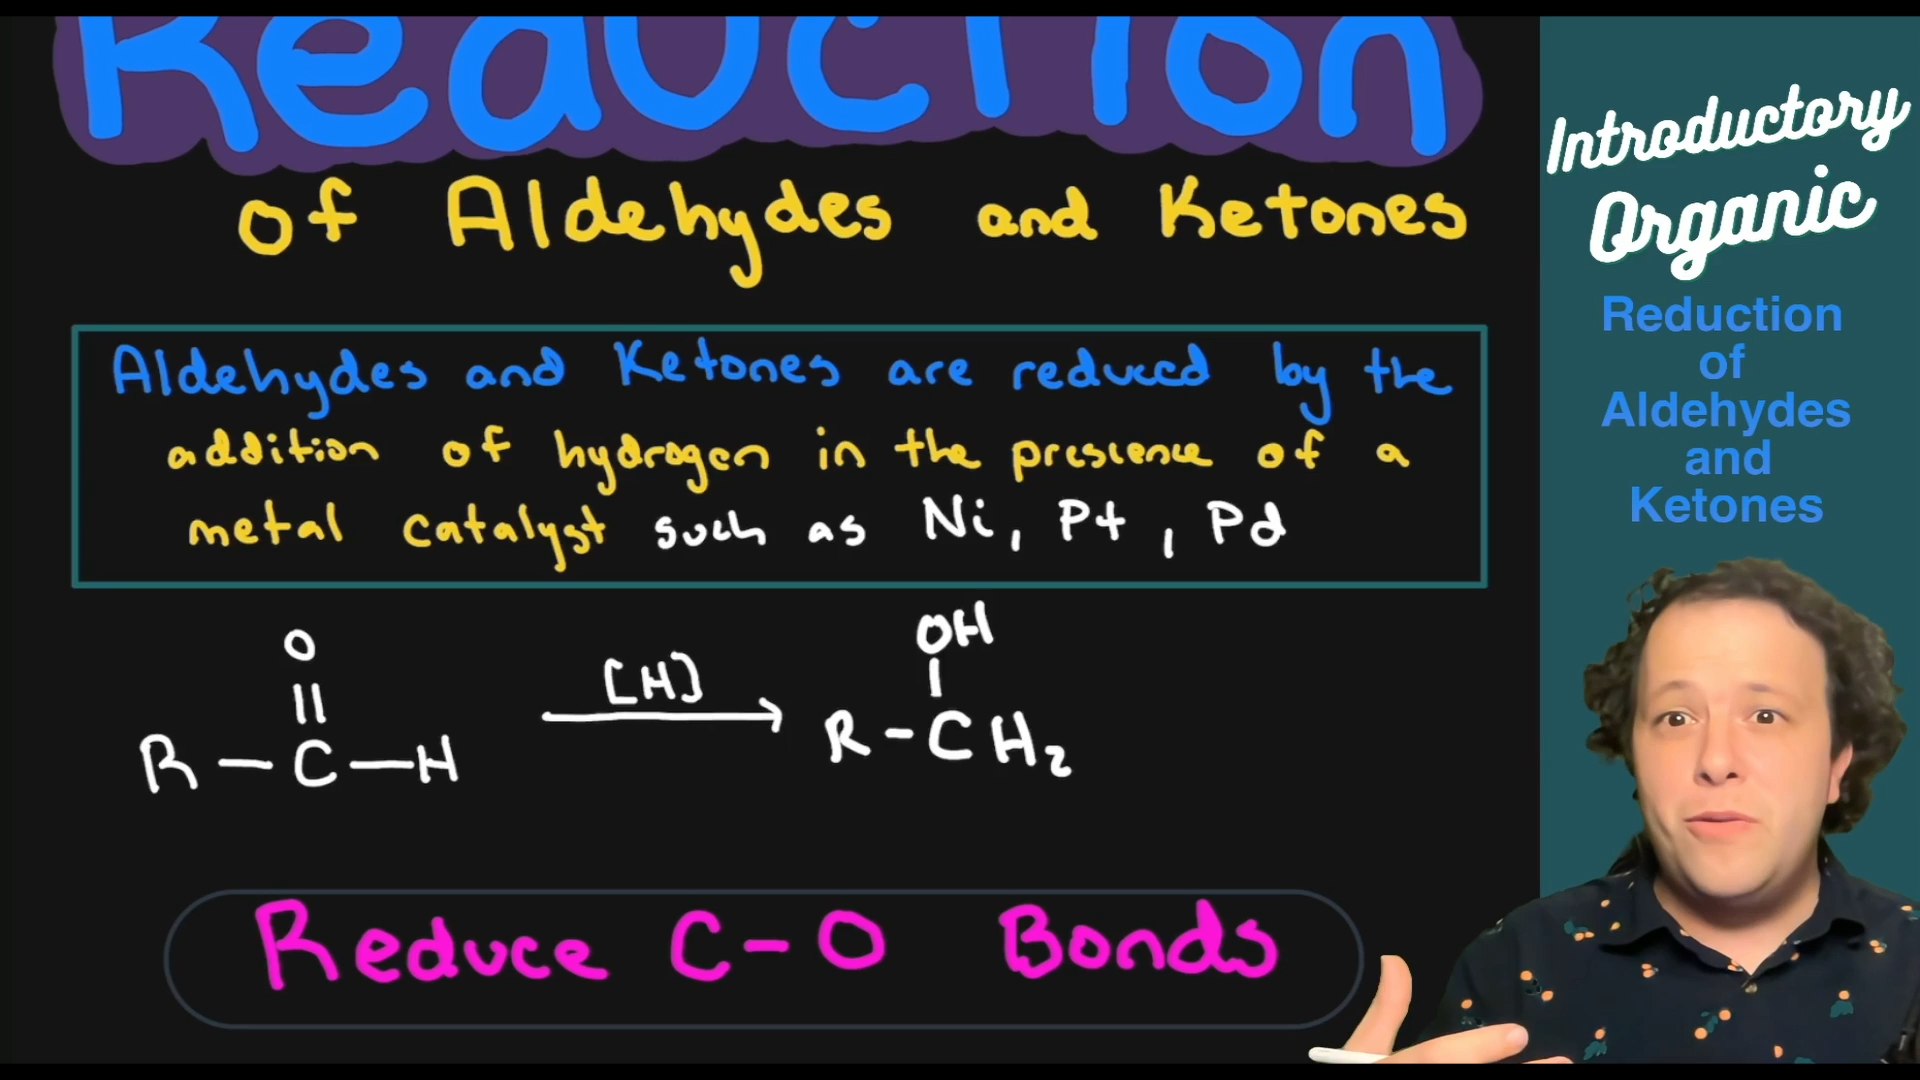 Reduction
of Aldehydes and Ketones
Aldehydes and Ketones are reduced by the
addition of hydrogen in the prescence of a
metal catalyst such as Ni, Pt, Pd
O
||
R-C-H
[H]
OH
|
R-CH₂
Reduce C-O Bonds
Introductory
Organic
Reduction
of
Aldehydes
and
Ketones